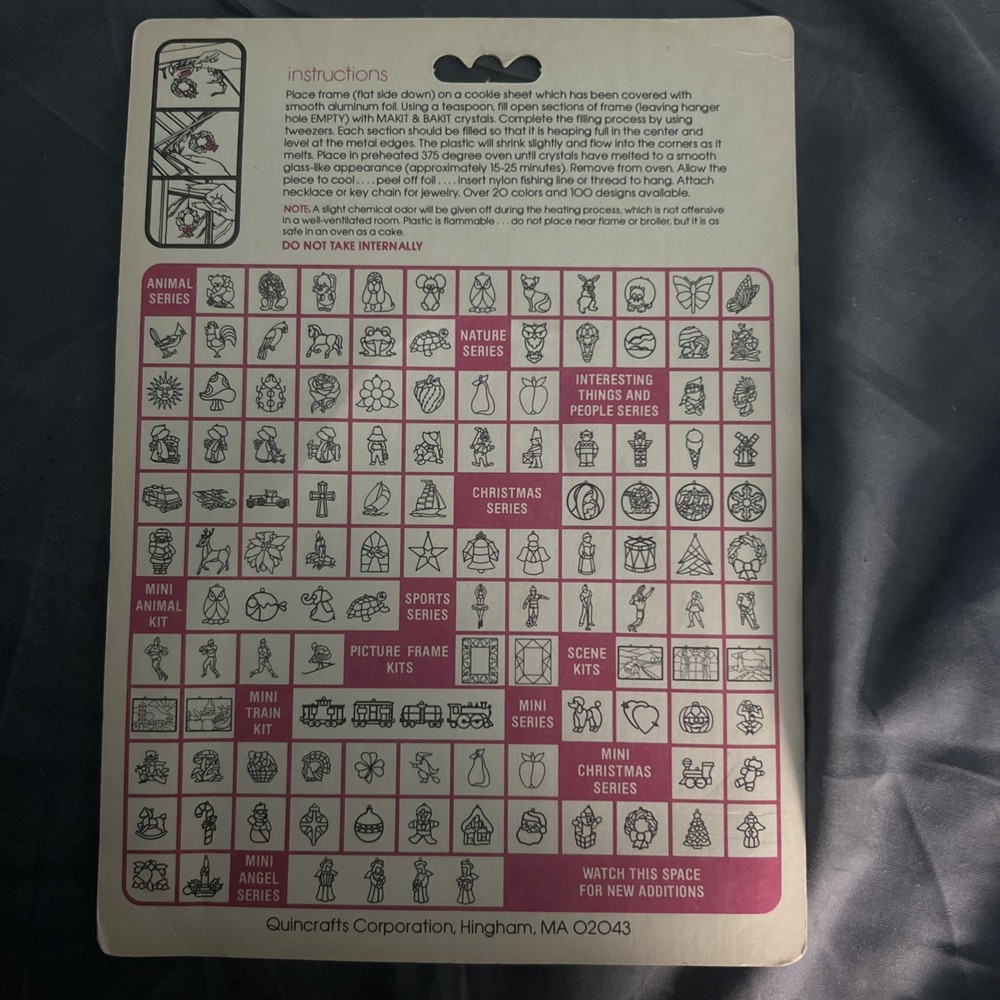 instructions
Place frame (flat side down) on a cookie sheet which has been covered with
smooth aluminum foil. Using a teaspoon, fill open sections of frame (leaving hanger
hole EMPTY) with MAKIT & BAKIT crystals. Complete the filling process by using
tweezers. Each section should be filled so that it is heaping full in the center and
level at the metal edges. The plastic will shrink slightly and flow into the corners as it
melts. Place in preheated 375 degree oven until crystals have melted to a smooth
glass-like appearance (approximately 15-25 minutes). Remove from oven. Allow the
piece to cool....peel off foil....insert nylon fishing line or thread to hang. Attach
necklace or key chain for jewelry. Over 20 colors and 100 designs available.
NOTE: A slight chemical odor will be given off during the heating process, which is not offensive
in a well-ventilated room. Plastic is flammable...do not place near flame or broiler, but it is as
safe in an oven as a cake.
DO NOT TAKE INTERNALLY
ANIMAL
SERIES
NATURE
SERIES
INTERESTING
THINGS AND
PEOPLE SERIES
CHRISTMAS
SERIES
MINI
ANIMAL
KIT
SPORTS
SERIES
PICTURE FRAME
KITS
SCENE
KITS
MINI
TRAIN
KIT
MINI
SERIES
MINI
CHRISTMAS
SERIES
MINI
ANGEL
SERIES
WATCH THIS SPACE
FOR NEW ADDITIONS
Quincrafts Corporation, Hingham, MA 02043